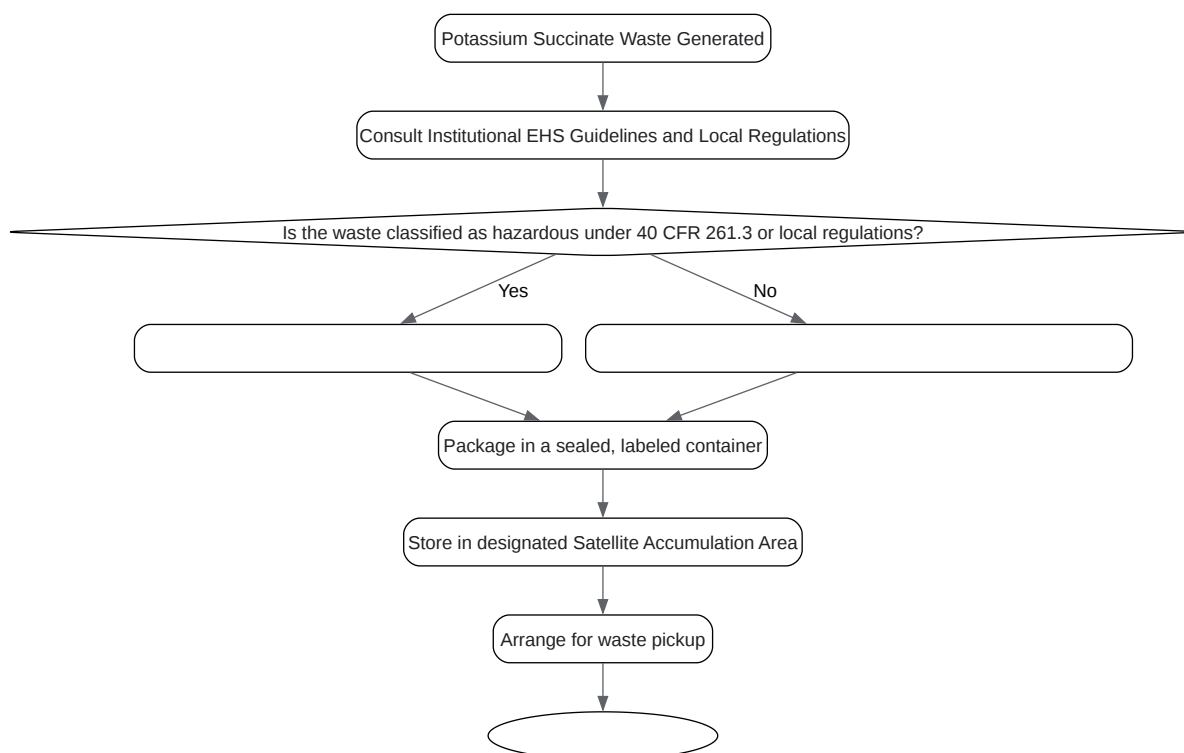 Potassium Succinate Waste Generated
Consult Institutional EHS Guidelines and Local Regulations
Is the waste classified as hazardous under 40 CFR 261.3 or local regulations?
Yes
No
Package in a sealed, labeled container
Store in designated Satellite Accumulation Area
Arrange for waste pickup